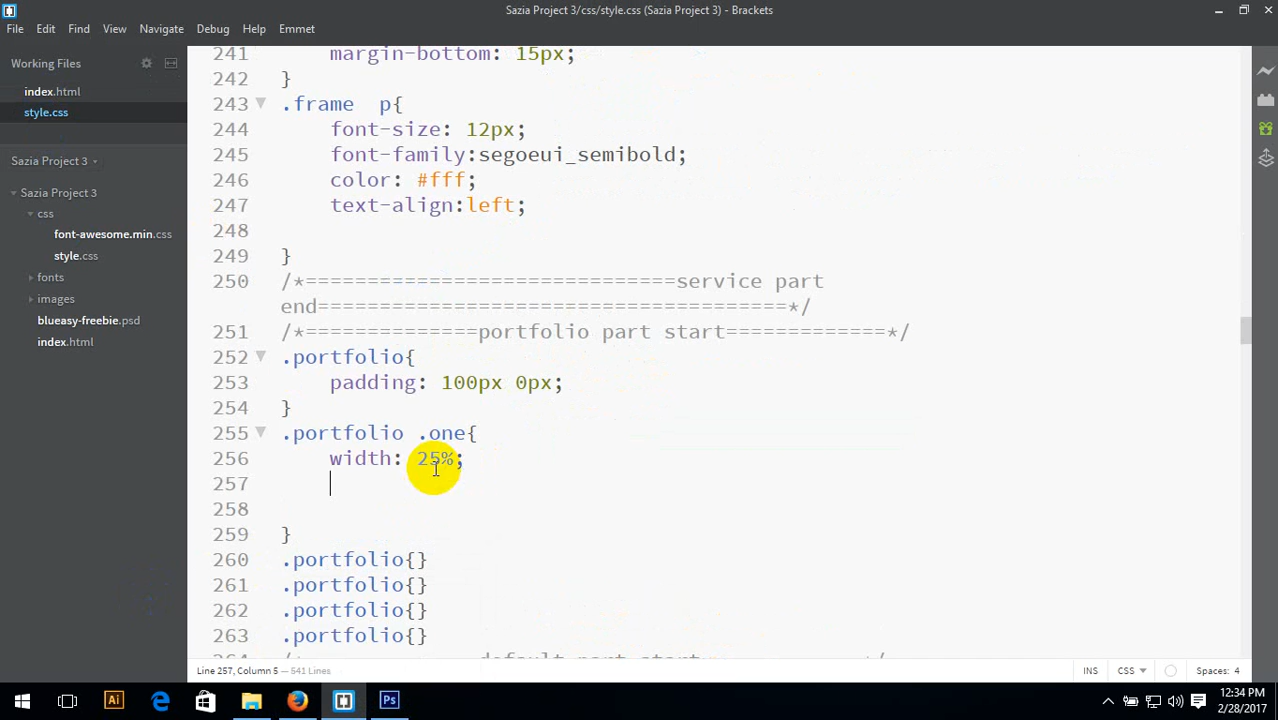 Sazia Project 3/css/style.css (Sazia Project 3) - Brackets
File Edit Find View Navigate Debug Help Emmet
Working Files
index.html
style.css
Sazia Project 3
Sazia Project 3
css
font-awesome.min.css
style.css
fonts
images
blueasy-freebie.psd
index.html
241 margin-bottom: 15px;
242 }
243 .frame  p{
244 font-size: 12px;
245 font-family:segoeui_semibold;
246 color: #fff;
247 text-align:left;
248
249 }
250 /*==============================service part
end======================================*/
251 /*==============portfolio part start=============*/
252 .portfolio{
253 padding: 100px 0px;
254 }
255 .portfolio .one{
256 width: 25%;
257
258
259 }
260 .portfolio{}
261 .portfolio{}
262 .portfolio{}
263 .portfolio{}
Line 257, Column 5 — 541 Lines
INS CSS Spaces: 4
Ai Ps
12:34 PM
2/28/2017